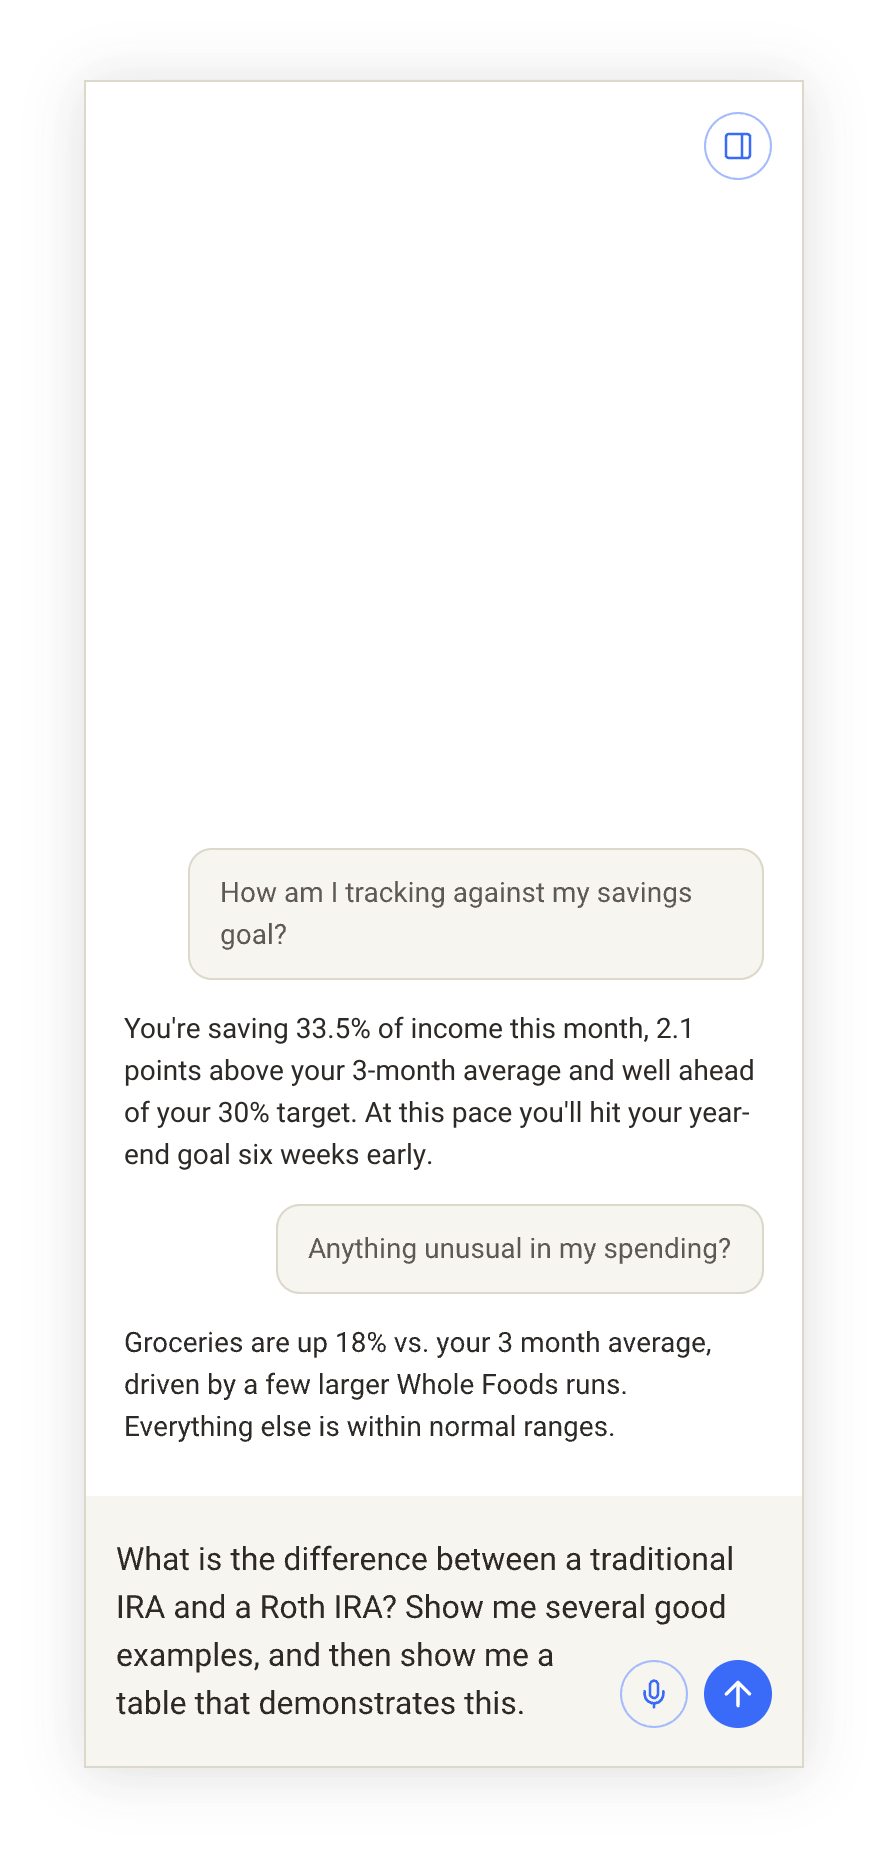 How am I tracking against my savings
goal?
You're saving 33.5% of income this month, 2.1
points above your 3-month average and well ahead
of your 30% target. At this pace you'll hit your year-
end goal six weeks early.
Anything unusual in my spending?
Groceries are up 18% vs. your 3 month average,
driven by a few larger Whole Foods runs.
Everything else is within normal ranges.
What is the difference between a traditional
IRA and a Roth IRA? Show me several good
examples, and then show me a
table that demonstrates this.